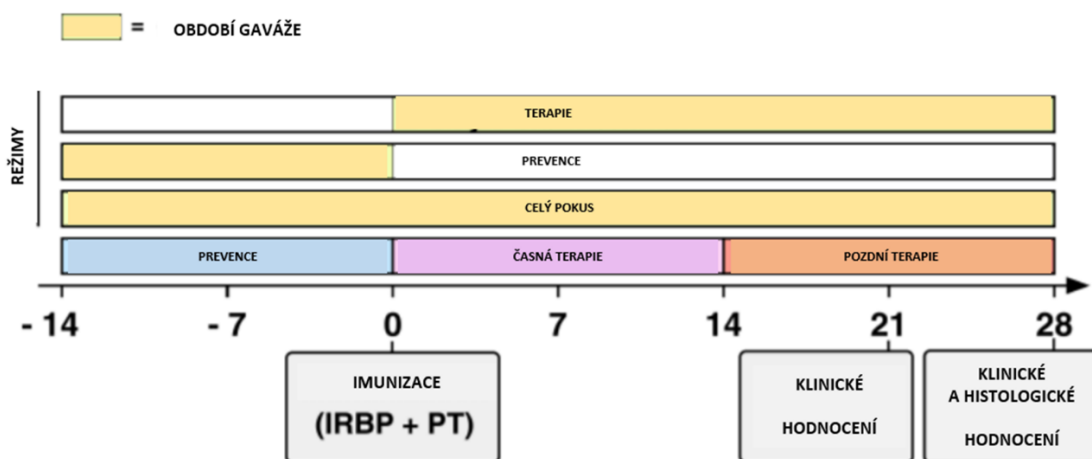 = OBDOBÍ GAVÁŽE
REŽIMY
TERAPIE
PREVENCE
CELÝ POKUS
PREVENCE ČASNÁ TERAPIE POZDNÍ TERAPIE
- 14 - 7 0 7 14 21 28
IMUNIZACE
(IRBP + PT)
KLINICKÉ
HODNOCENÍ
KLINICKÉ
A HISTOLOGICKÉ
HODNOCENÍ